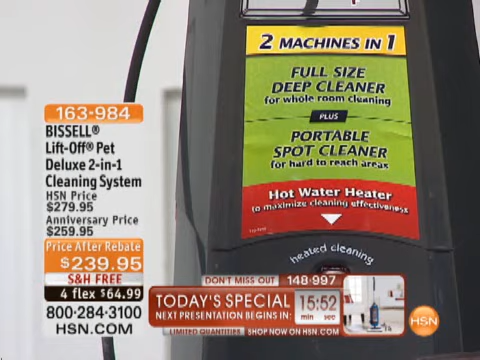 163-984
BISSELL®
Lift-Off® Pet
Deluxe 2-in-1
Cleaning System
HSN Price
$279.95
Anniversary Price
$259.95
Price After Rebate
$239.95
S&H FREE
4 flex $64.99
800-284-3100
HSN.COM
2 MACHINES IN 1
FULL SIZE
DEEP CLEANER
for whole room cleaning
PLUS
PORTABLE
SPOT CLEANER
for hard to reach areas
Hot Water Heater
to maximize cleaning effectiveness
heated cleaning
DON'T MISS OUT 148-997
TODAY'S SPECIAL
NEXT PRESENTATION BEGINS IN:
15:52
min sec
LIMITED QUANTITIES SHOP NOW ON HSN.COM
HSN